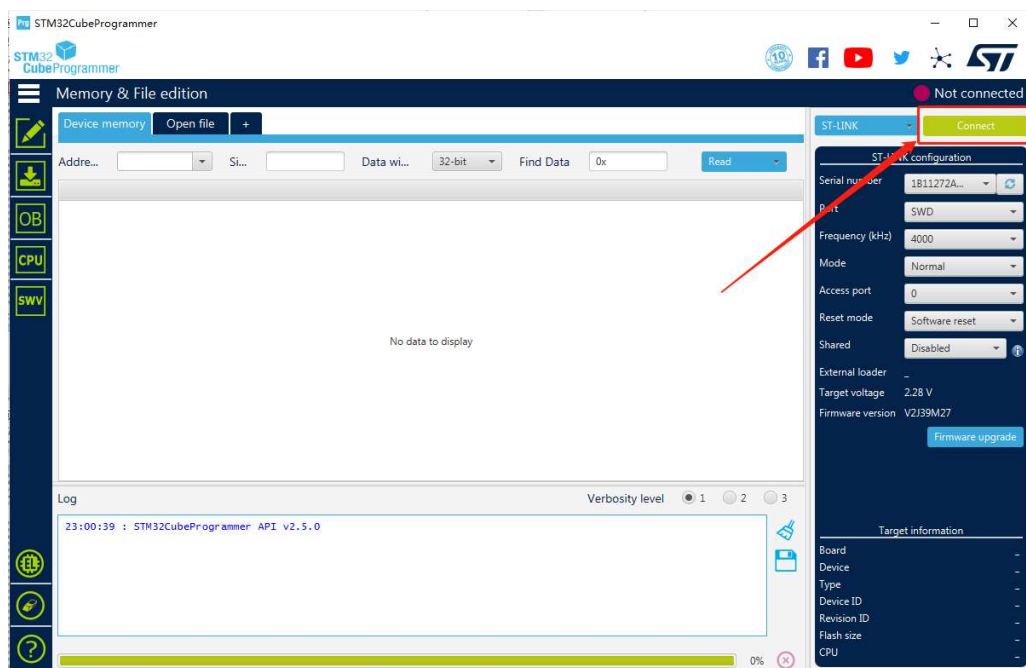 Prg STM32CubeProgrammer
STM32
CubeProgrammer
10
Memory & File edition
Not connected
Device memory Open file +
ST-LINK Connect
Addre... Si... Data wi... 32-bit Find Data 0x Read
ST-LINK configuration
Serial number 1B11272A...
Port SWD
OB
Frequency (kHz) 4000
CPU
Mode Normal
Access port 0
SWV
Reset mode Software reset
No data to display
Shared Disabled
External loader _
Target voltage 2.28 V
Firmware version V2J39M27
Firmware upgrade
Log Verbosity level 1 2 3
23:00:39 : STM32CubeProgrammer API v2.5.0
Target information
Board _
Device _
Type _
Device ID _
Revision ID _
Flash size _
CPU _
0%